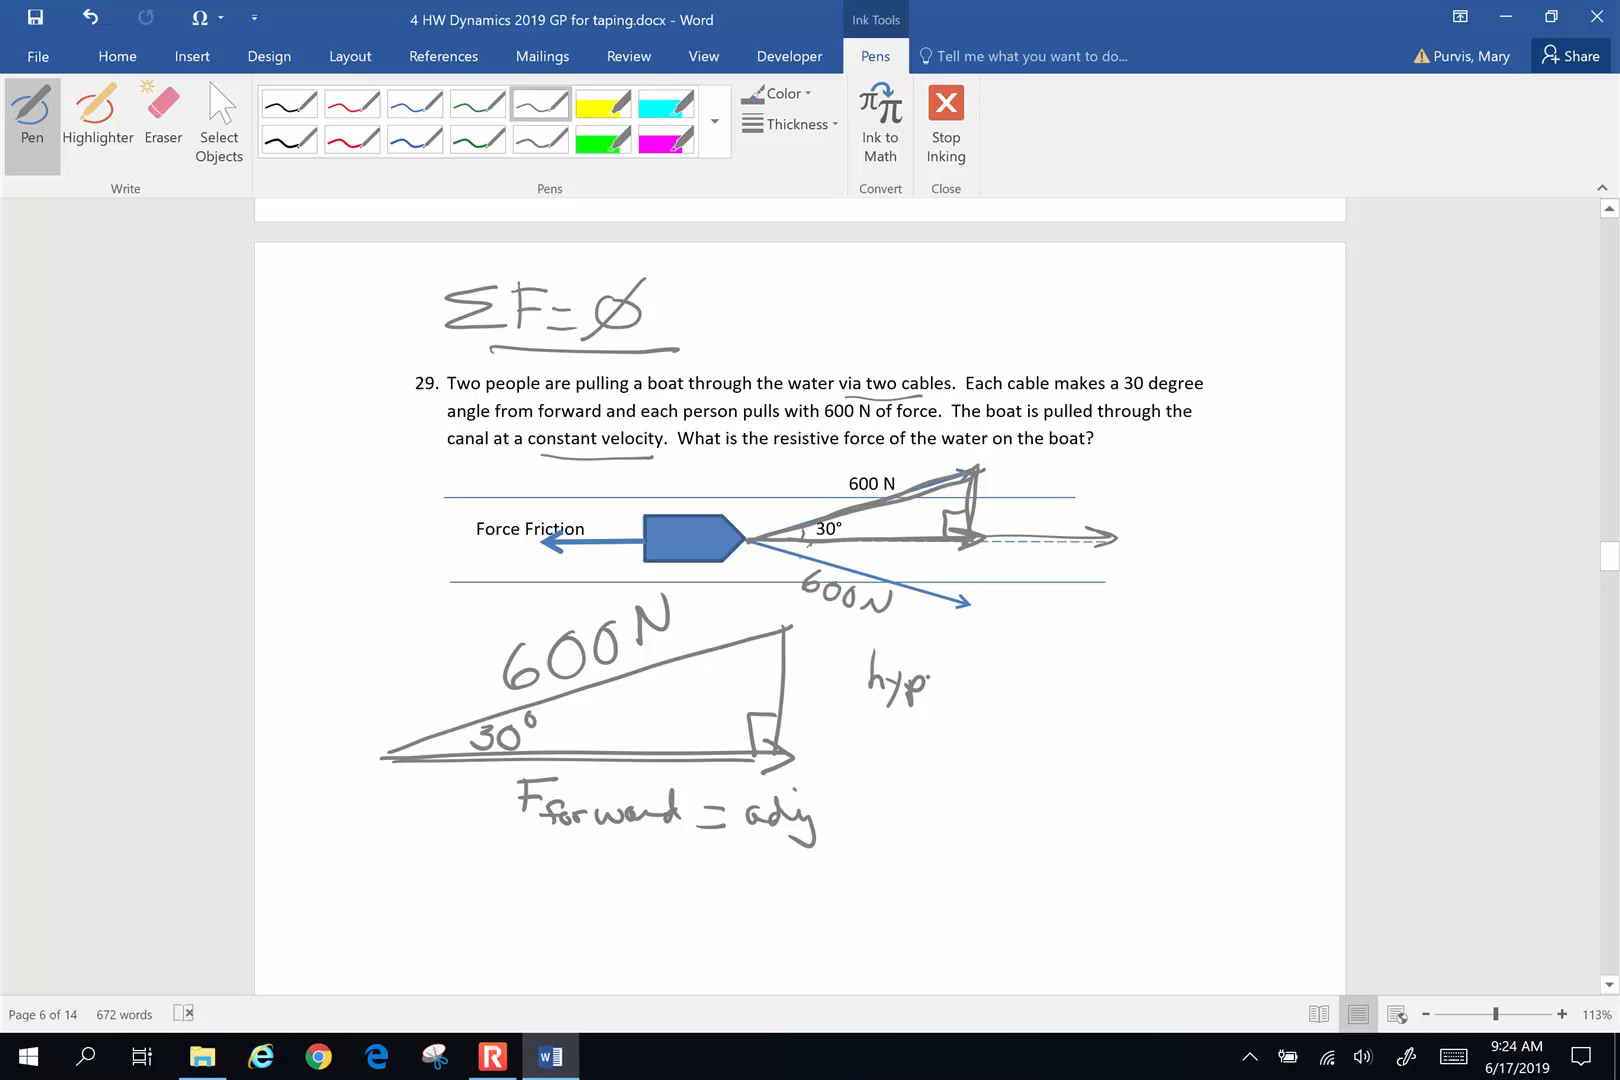 4 HW Dynamics 2019 GP for taping.docx - Word
Ink Tools
File Home Insert Design Layout References Mailings Review View Developer Pens Tell me what you want to do... Purvis, Mary Share
Pen Highlighter Eraser Select Objects
Color
Thickness
Ink to Math
Stop Inking
Write Pens Convert Close
ΣF=∅
29. Two people are pulling a boat through the water via two cables. Each cable makes a 30 degree
angle from forward and each person pulls with 600 N of force. The boat is pulled through the
canal at a constant velocity. What is the resistive force of the water on the boat?
600 N
Force Friction
30°
600N
600N
hyp.
30°
Fforward = adj
Page 6 of 14 672 words
113%
9:24 AM
6/17/2019